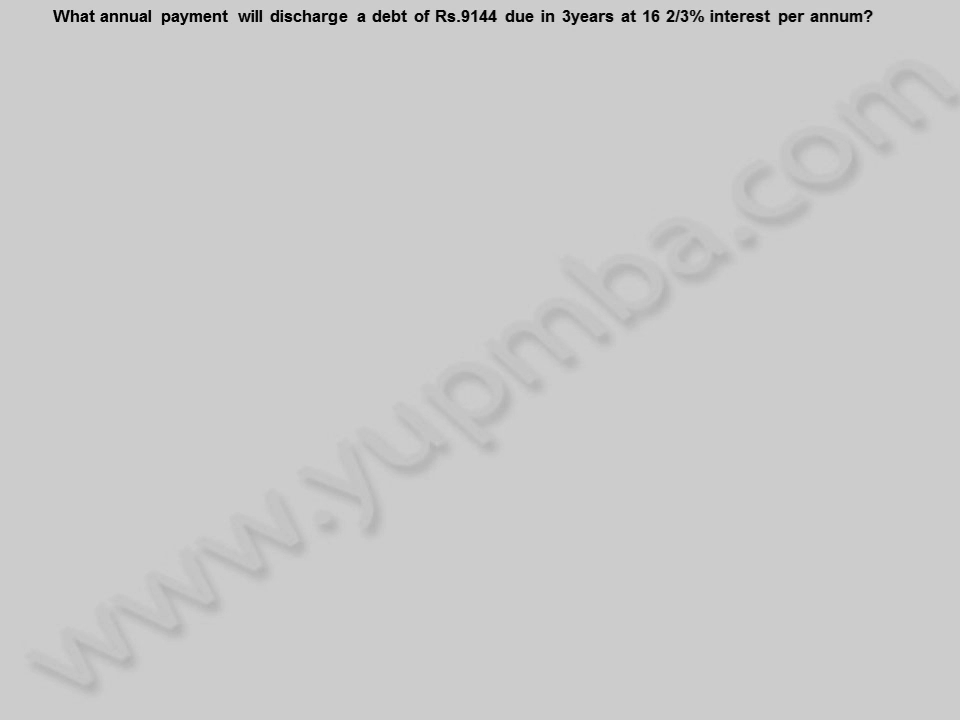 What annual payment will discharge a debt of Rs.9144 due in 3years at 16 2/3% interest per annum?
www.yupmba.com